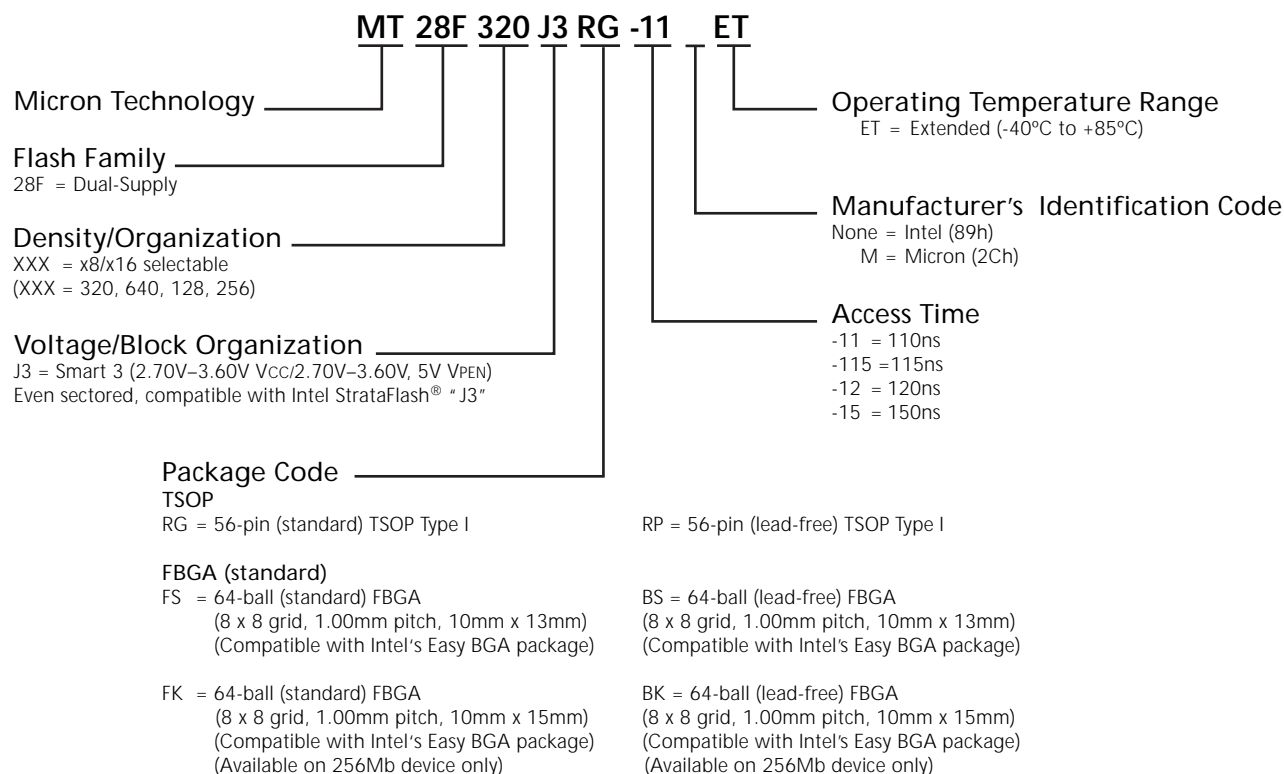 MT 28F 320 J3 RG -11 ET
Micron Technology
Flash Family
28F = Dual-Supply
Density/Organization
XXX = x8/x16 selectable
(XXX = 320, 640, 128, 256)
Voltage/Block Organization
J3 = Smart 3 (2.70V–3.60V VCC/2.70V–3.60V, 5V VPEN)
Even sectored, compatible with Intel StrataFlash® “J3”
Operating Temperature Range
ET = Extended (-40ºC to +85ºC)
Manufacturer’s Identification Code
None = Intel (89h)
M = Micron (2Ch)
Access Time
-11 = 110ns
-115 =115ns
-12 = 120ns
-15 = 150ns
Package Code
TSOP
RG = 56-pin (standard) TSOP Type I
RP = 56-pin (lead-free) TSOP Type I
FBGA (standard)
FS = 64-ball (standard) FBGA
(8 x 8 grid, 1.00mm pitch, 10mm x 13mm)
(Compatible with Intel’s Easy BGA package)
BS = 64-ball (lead-free) FBGA
(8 x 8 grid, 1.00mm pitch, 10mm x 13mm)
(Compatible with Intel’s Easy BGA package)
FK = 64-ball (standard) FBGA
(8 x 8 grid, 1.00mm pitch, 10mm x 15mm)
(Compatible with Intel’s Easy BGA package)
(Available on 256Mb device only)
BK = 64-ball (lead-free) FBGA
(8 x 8 grid, 1.00mm pitch, 10mm x 15mm)
(Compatible with Intel’s Easy BGA package)
(Available on 256Mb device only)